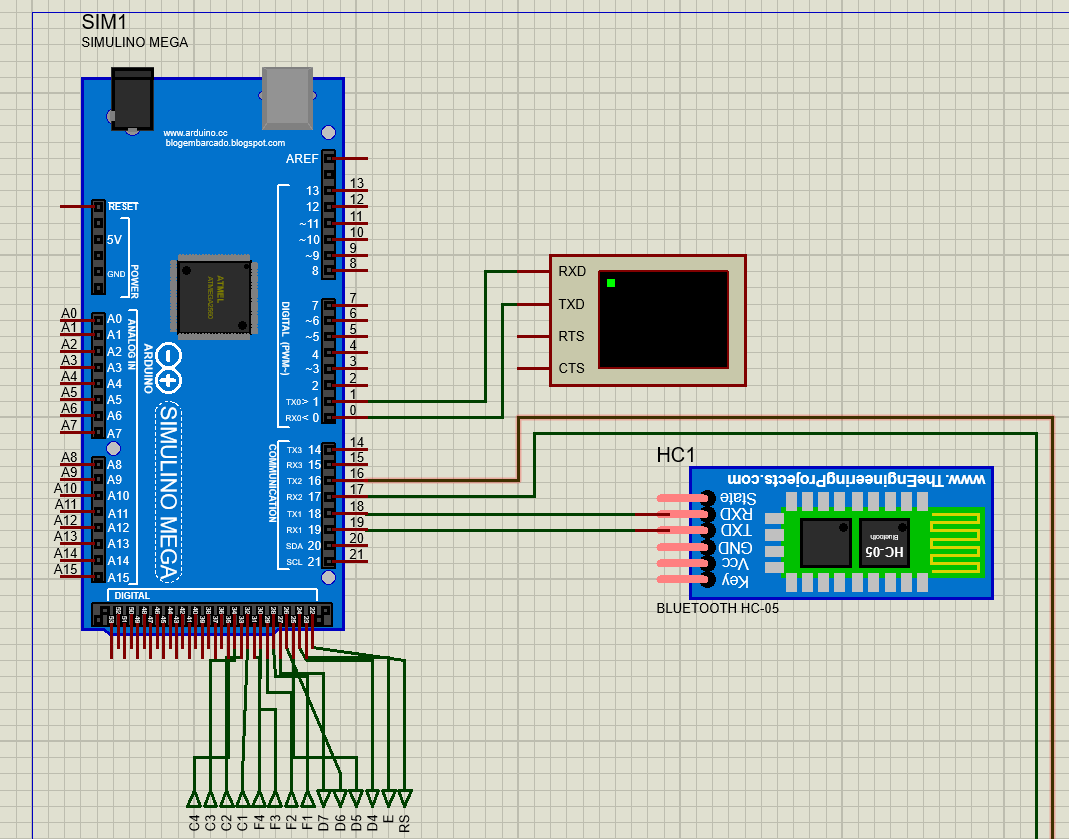 SIM1
SIMULINO MEGA
www.arduino.cc
blogembarcado.blogspot.com
AREF
13 13
12 12
~11 11
~10 10
~9 9
8 8
RESET
5V
GND
POWER
ATMEL
ATMEGA2560
7 7
~6 6
~5 5
4 4
~3 3
2 2
TX0> 1 1
RX0< 0 0
DIGITAL (PWM~)
A0 A0
A1 A1
A2 A2
A3 A3
A4 A4
A5 A5
A6 A6
A7 A7
ANALOG IN
ARDUINO
SIMULINO MEGA
A8 A8
A9 A9
A10 A10
A11 A11
A12 A12
A13 A13
A14 A14
A15 A15
TX3 14 14
RX3 15 15
TX2 16 16
RX2 17 17
TX1 18 18
RX1 19 19
SDA 20 20
SCL 21 21
COMMUNICATION
DIGITAL
RXD
TXD
RTS
CTS
HC1
www.TheEngineeringProjects.com
State
RXD
TXD
GND
Vcc
Key
Bluetooth
HC-05
BLUETOOTH HC-05
C4
C3
C2
C1
F4
F3
F2
F1
D7
D6
D5
D4
E
RS